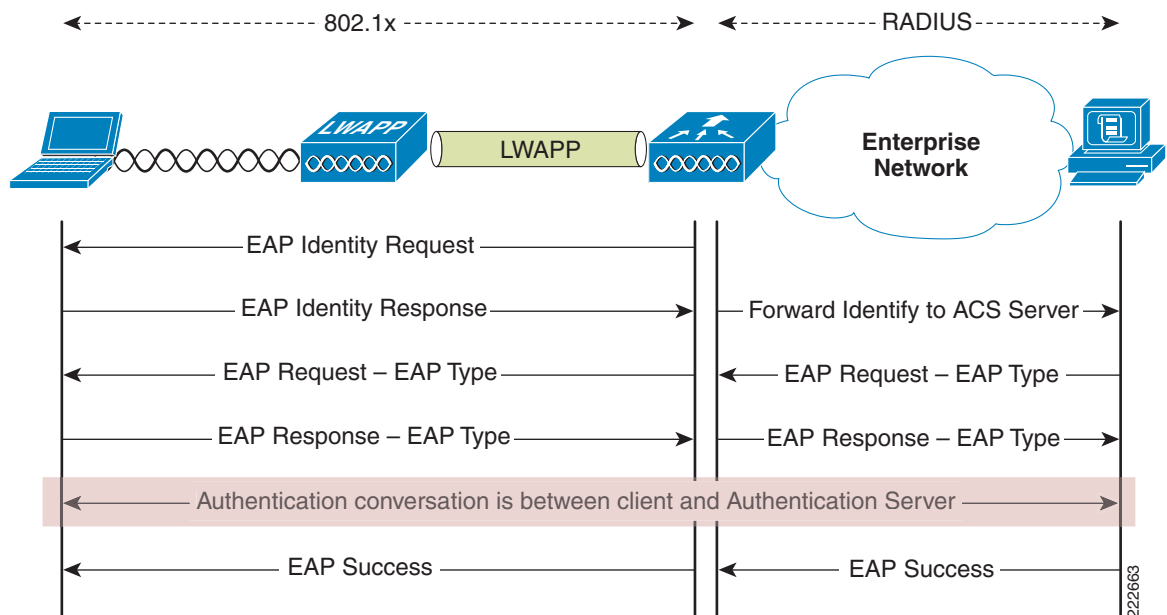 802.1x
RADIUS
LWAPP
LWAPP
Enterprise
Network
EAP Identity Request
EAP Identity Response
Forward Identify to ACS Server
EAP Request – EAP Type
EAP Request – EAP Type
EAP Response – EAP Type
EAP Response – EAP Type
Authentication conversation is between client and Authentication Server
EAP Success
EAP Success
222663